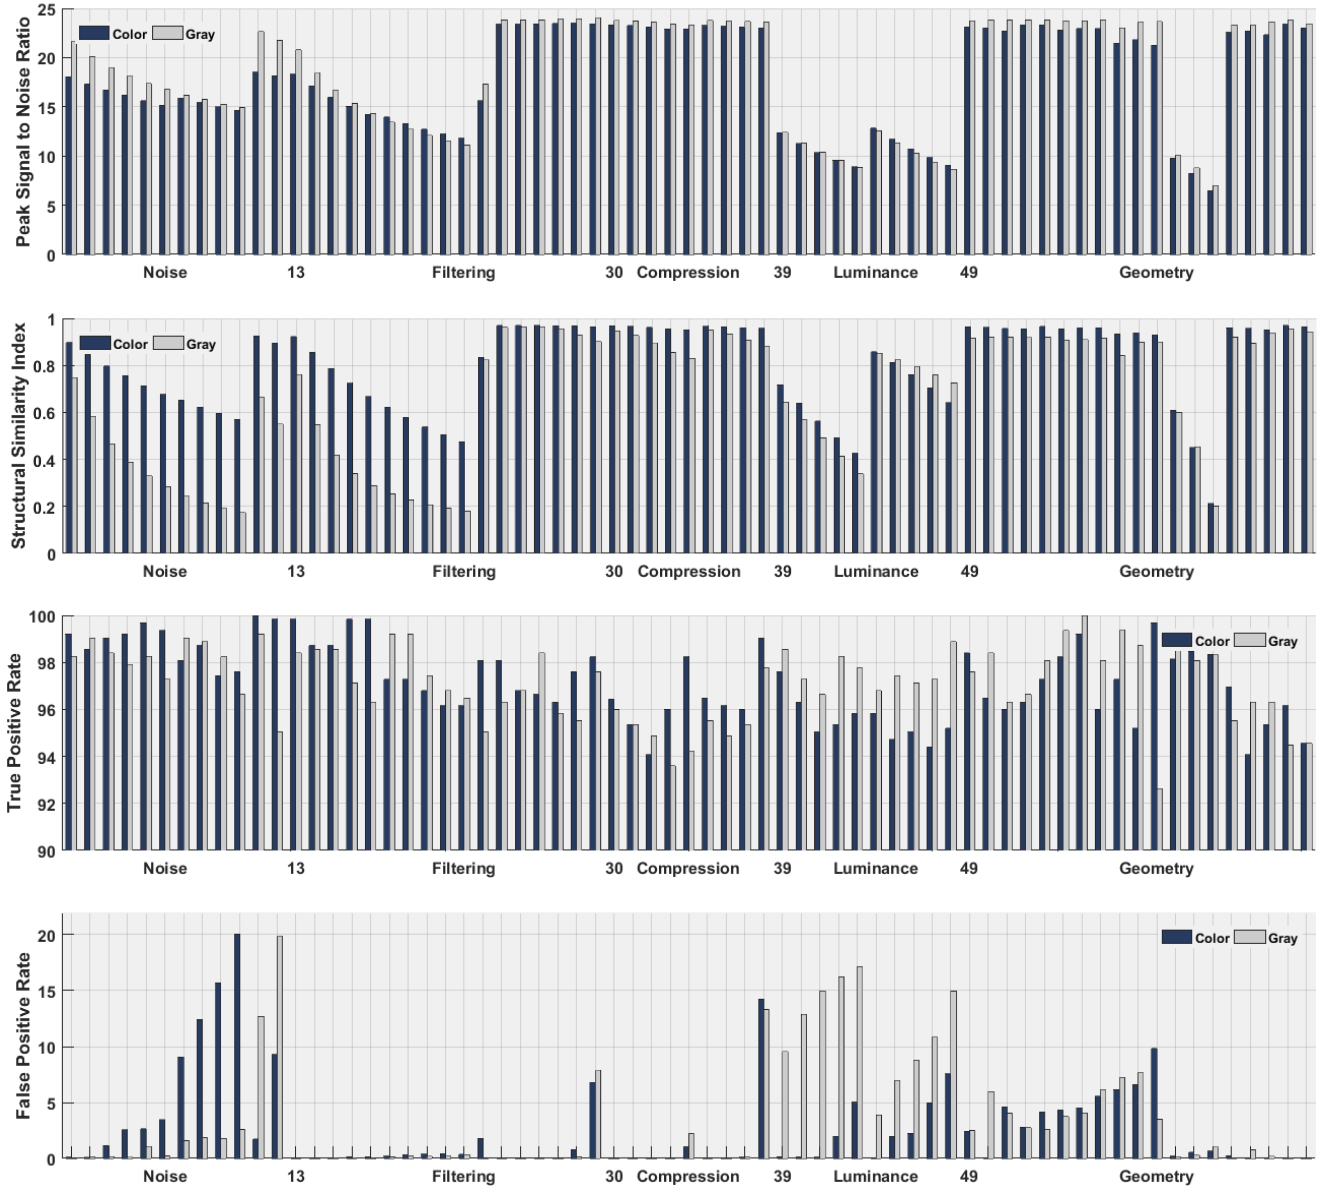 Peak Signal to Noise Ratio
25
20
15
10
5
0
Color Gray
Noise 13 Filtering 30 Compression 39 Luminance 49 Geometry
Structural Similarity Index
1
0.8
0.6
0.4
0.2
0
Color Gray
Noise 13 Filtering 30 Compression 39 Luminance 49 Geometry
True Positive Rate
100
98
96
94
92
90
Color Gray
Noise 13 Filtering 30 Compression 39 Luminance 49 Geometry
False Positive Rate
20
15
10
5
0
Color Gray
Noise 13 Filtering 30 Compression 39 Luminance 49 Geometry